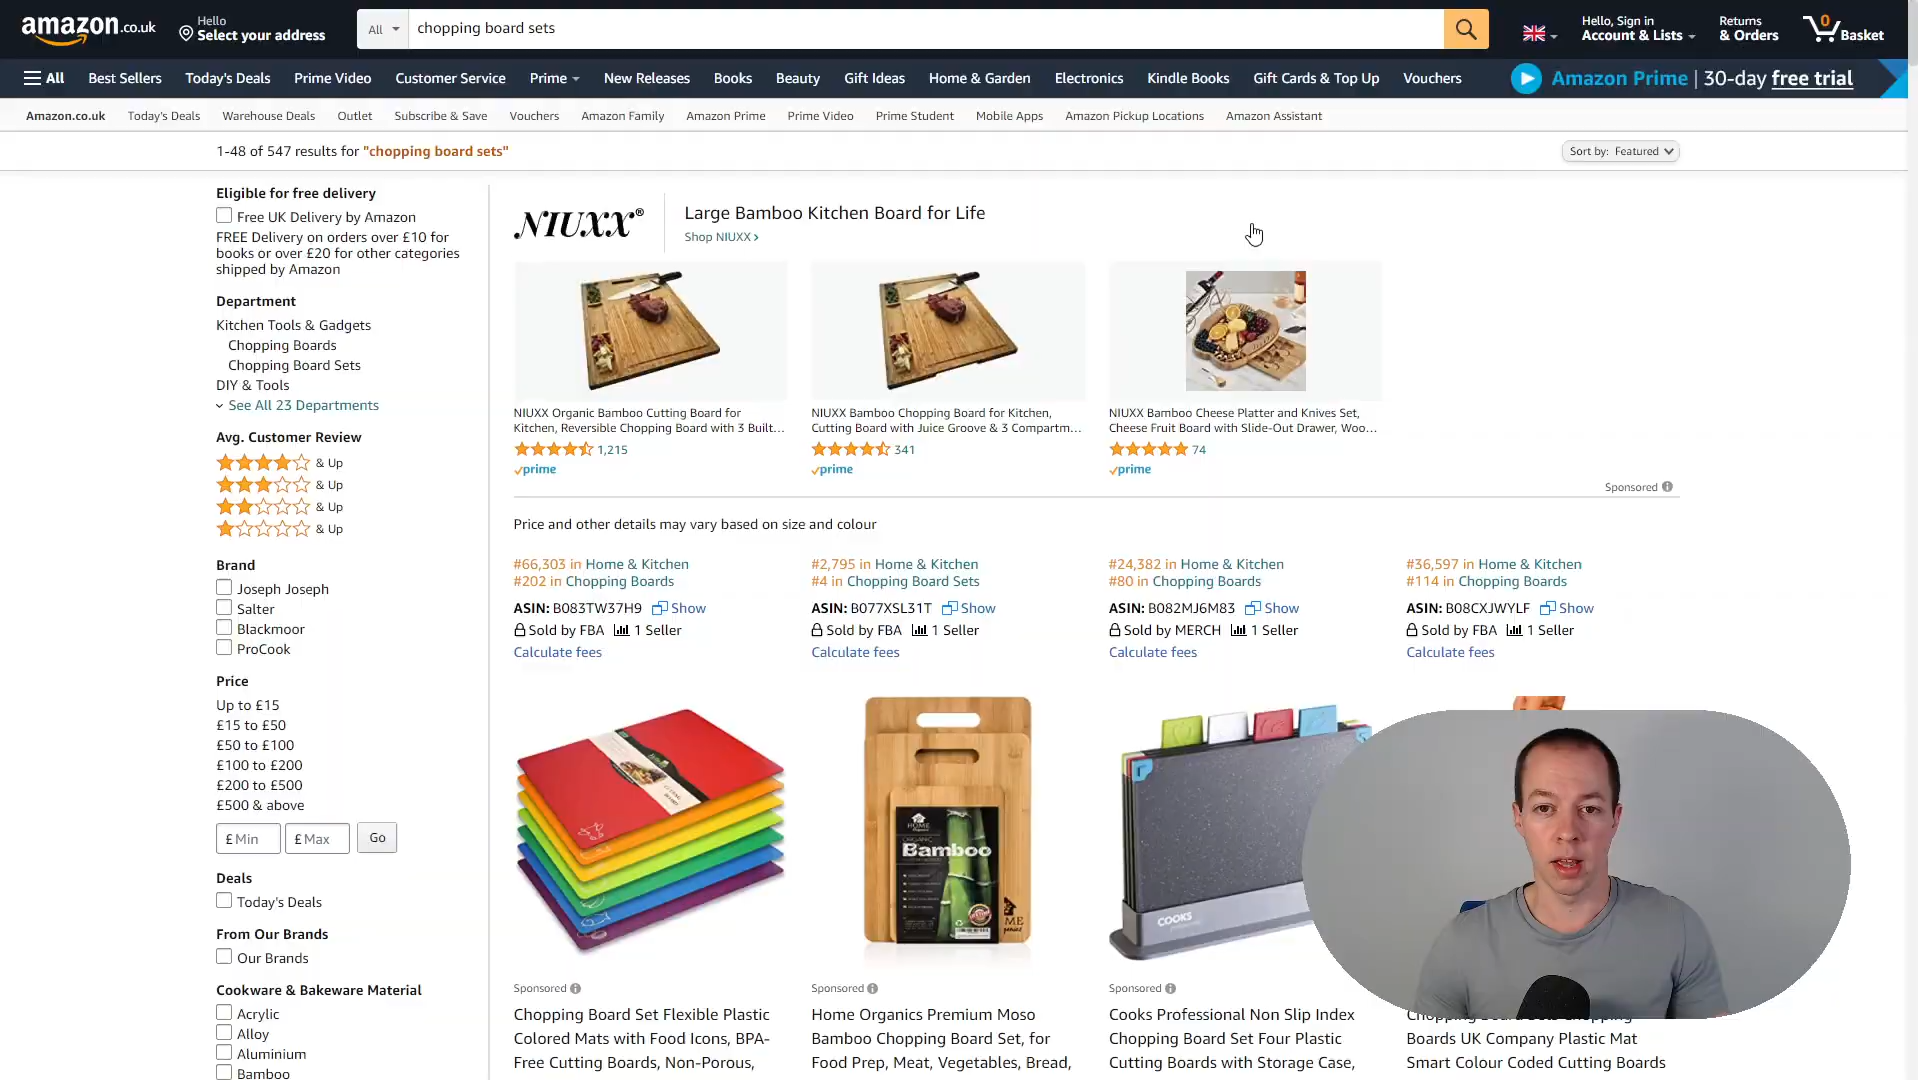 amazon.co.uk
Hello
Select your address
All
chopping board sets
Hello, Sign in
Account & Lists
Returns
& Orders
0
Basket
All
Best Sellers
Today's Deals
Prime Video
Customer Service
Prime
New Releases
Books
Beauty
Gift Ideas
Home & Garden
Electronics
Kindle Books
Gift Cards & Top Up
Vouchers
Amazon Prime | 30-day free trial
Amazon.co.uk
Today's Deals
Warehouse Deals
Outlet
Subscribe & Save
Vouchers
Amazon Family
Amazon Prime
Prime Video
Prime Student
Mobile Apps
Amazon Pickup Locations
Amazon Assistant
1-48 of 547 results for "chopping board sets"
Sort by: Featured
Eligible for free delivery
Free UK Delivery by Amazon
FREE Delivery on orders over £10 for
books or over £20 for other categories
shipped by Amazon
Department
Kitchen Tools & Gadgets
Chopping Boards
Chopping Board Sets
DIY & Tools
See All 23 Departments
Avg. Customer Review
& Up
& Up
& Up
& Up
Brand
Joseph Joseph
Salter
Blackmoor
ProCook
Price
Up to £15
£15 to £50
£50 to £100
£100 to £200
£200 to £500
£500 & above
£ Min
£ Max
Go
Deals
Today's Deals
From Our Brands
Our Brands
Cookware & Bakeware Material
Acrylic
Alloy
Aluminium
Bamboo
NIUXX®
Large Bamboo Kitchen Board for Life
Shop NIUXX ›
NIUXX Organic Bamboo Cutting Board for
Kitchen, Reversible Chopping Board with 3 Built...
1,215
prime
NIUXX Bamboo Chopping Board for Kitchen,
Cutting Board with Juice Groove & 3 Compartm...
341
prime
NIUXX Bamboo Cheese Platter and Knives Set,
Cheese Fruit Board with Slide-Out Drawer, Woo...
74
prime
Sponsored
Price and other details may vary based on size and colour
#66,303 in Home & Kitchen
#202 in Chopping Boards
ASIN: B083TW37H9 Show
Sold by FBA 1 Seller
Calculate fees
#2,795 in Home & Kitchen
#4 in Chopping Board Sets
ASIN: B077XSL31T Show
Sold by FBA 1 Seller
Calculate fees
#24,382 in Home & Kitchen
#80 in Chopping Boards
ASIN: B082MJ6M83 Show
Sold by MERCH 1 Seller
Calculate fees
#36,597 in Home & Kitchen
#114 in Chopping Boards
ASIN: B08CXJWYLF Show
Sold by FBA 1 Seller
Calculate fees
HOME
Bamboo
COOKS
Sponsored
Chopping Board Set Flexible Plastic
Colored Mats with Food Icons, BPA-
Free Cutting Boards, Non-Porous,
Sponsored
Home Organics Premium Moso
Bamboo Chopping Board Set, for
Food Prep, Meat, Vegetables, Bread,
Sponsored
Cooks Professional Non Slip Index
Chopping Board Set Four Plastic
Cutting Boards with Storage Case,
Boards UK Company Plastic Mat
Smart Colour Coded Cutting Boards